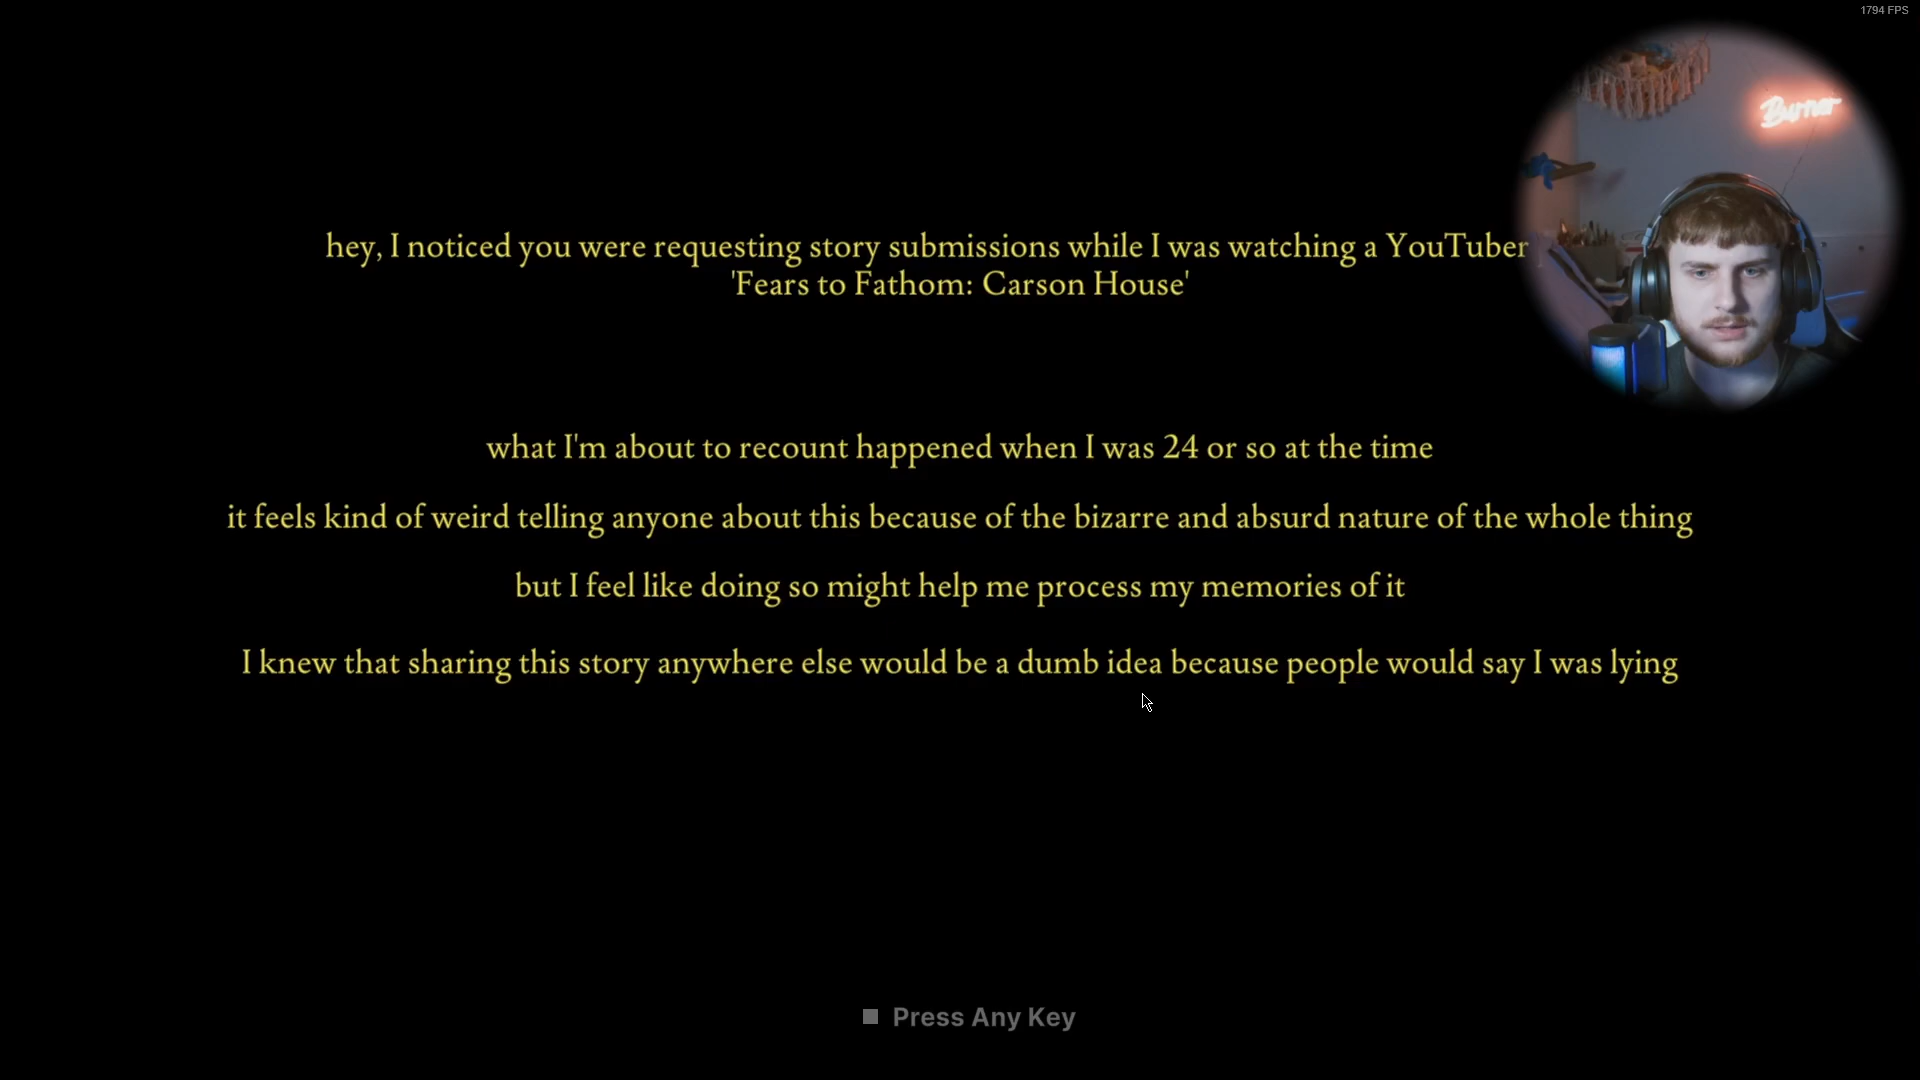 1794 FPS
Burner
hey, I noticed you were requesting story submissions while I was watching a YouTuber
'Fears to Fathom: Carson House'
what I'm about to recount happened when I was 24 or so at the time
it feels kind of weird telling anyone about this because of the bizarre and absurd nature of the whole thing
but I feel like doing so might help me process my memories of it
I knew that sharing this story anywhere else would be a dumb idea because people would say I was lying
Press Any Key